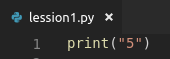 lession1.py ×
1 print("5")